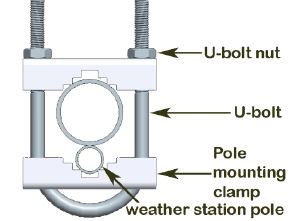 U-bolt nut
U-bolt
Pole
mounting
clamp
weather station pole